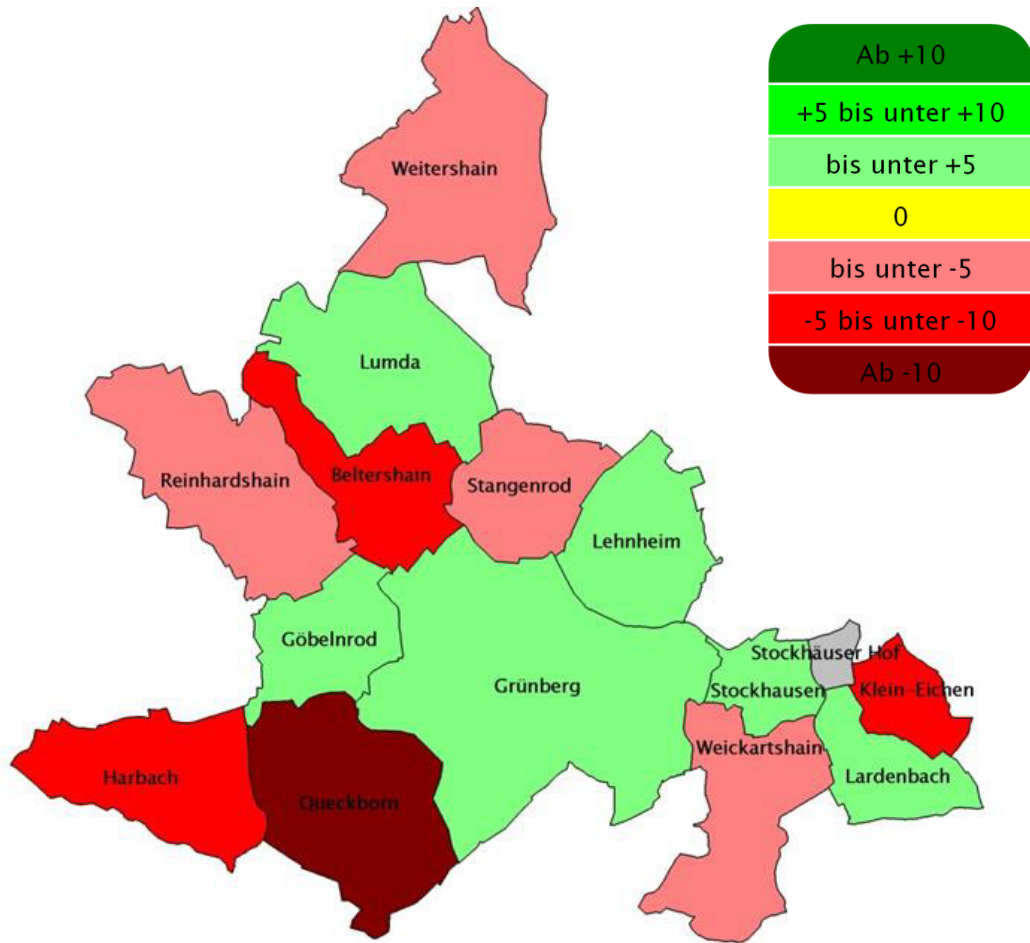 Ab +10
+5 bis unter +10
bis unter +5
0
bis unter -5
-5 bis unter -10
Ab -10
Weitershain
Lumda
Reinhardshain
Beltershain
Stangenrod
Lehnheim
Göbelnrod
Grünberg
Stockhäuser Hof
Stockhausen
Klein-Eichen
Weickartshain
Lardenbach
Harbach
Queckborn